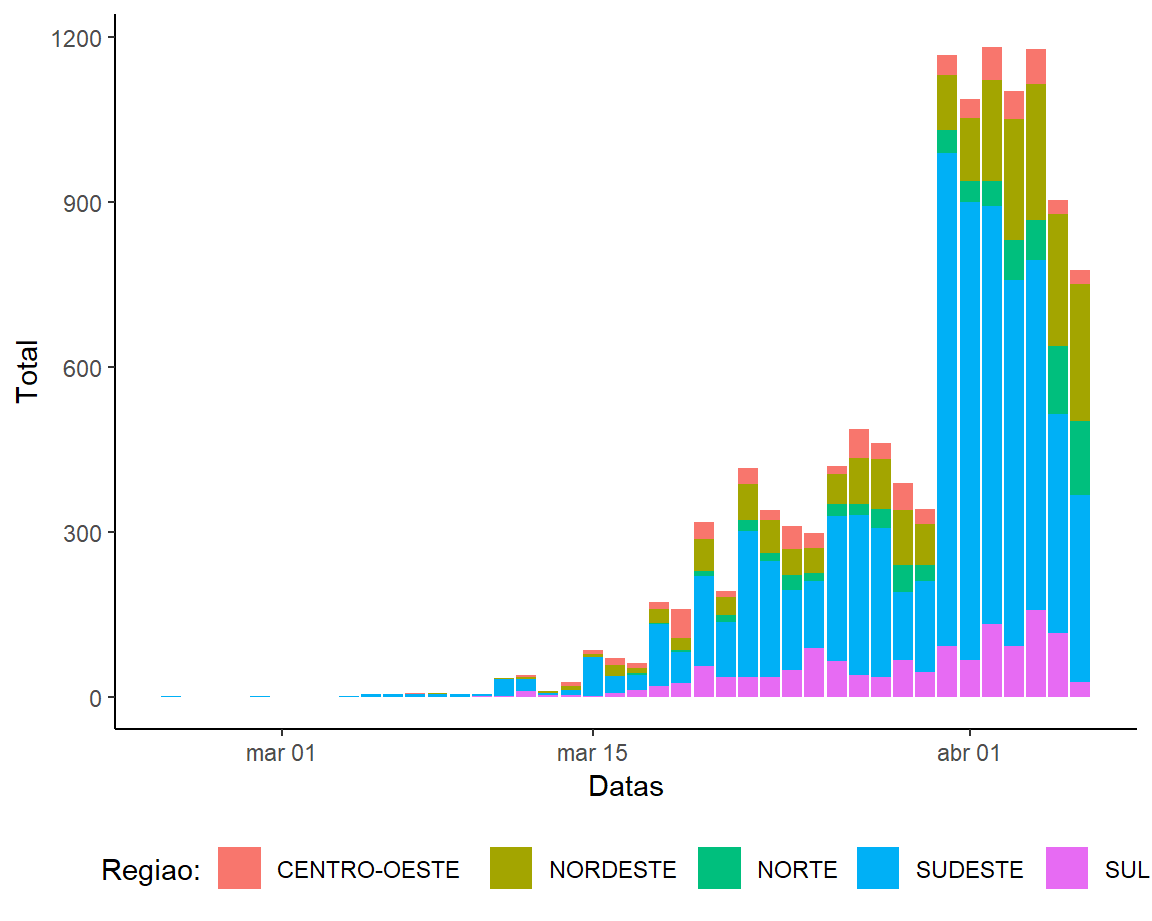 1200
900
600
300
0
Total
mar 01 mar 15 abr 01
Datas
Regiao: CENTRO-OESTE NORDESTE NORTE SUDESTE SUL